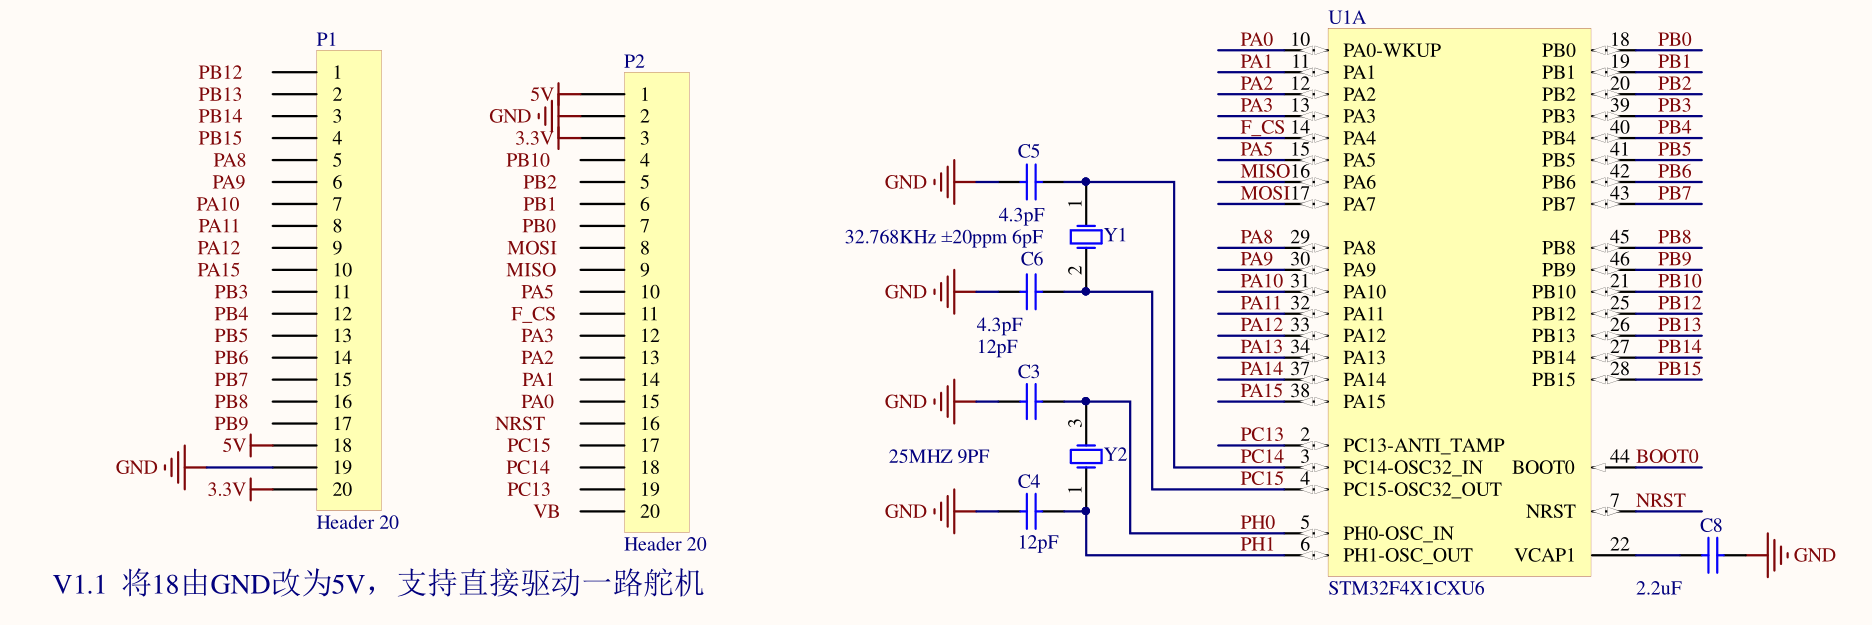 P1
PB12 1
PB13 2
PB14 3
PB15 4
PA8 5
PA9 6
PA10 7
PA11 8
PA12 9
PA15 10
PB3 11
PB4 12
PB5 13
PB6 14
PB7 15
PB8 16
PB9 17
5V 18
GND 19
3.3V 20
Header 20
P2
5V 1
GND 2
3.3V 3
PB10 4
PB2 5
PB1 6
PB0 7
MOSI 8
MISO 9
PA5 10
F_CS 11
PA3 12
PA2 13
PA1 14
PA0 15
NRST 16
PC15 17
PC14 18
PC13 19
VB 20
Header 20
V1.1 将18由GND改为5V，支持直接驱动一路舵机
C5
GND
4.3pF
1
32.768KHz ±20ppm 6pF
Y1
C6
2
GND
4.3pF
12pF
C3
GND
3
25MHZ 9PF
Y2
C4
1
GND
12pF
U1A
PA0 10 PA0-WKUP PB0 18 PB0
PA1 11 PA1 PB1 19 PB1
PA2 12 PA2 PB2 20 PB2
PA3 13 PA3 PB3 39 PB3
F_CS 14 PA4 PB4 40 PB4
PA5 15 PA5 PB5 41 PB5
MISO 16 PA6 PB6 42 PB6
MOSI 17 PA7 PB7 43 PB7
PA8 29 PA8 PB8 45 PB8
PA9 30 PA9 PB9 46 PB9
PA10 31 PA10 PB10 21 PB10
PA11 32 PA11 PB12 25 PB12
PA12 33 PA12 PB13 26 PB13
PA13 34 PA13 PB14 27 PB14
PA14 37 PA14 PB15 28 PB15
PA15 38 PA15
PC13 2 PC13-ANTI_TAMP
PC14 3 PC14-OSC32_IN BOOT0 44 BOOT0
PC15 4 PC15-OSC32_OUT
NRST 7 NRST
PH0 5 PH0-OSC_IN
PH1 6 PH1-OSC_OUT VCAP1 22
C8
GND
2.2uF
STM32F4X1CXU6